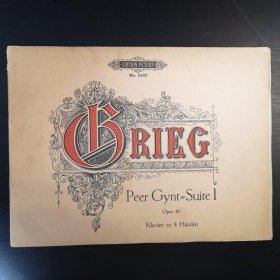 EDITION PETERS
GRIEG
Peer Gynt=Suite I
Opus 46
Klavier zu 4 Händen